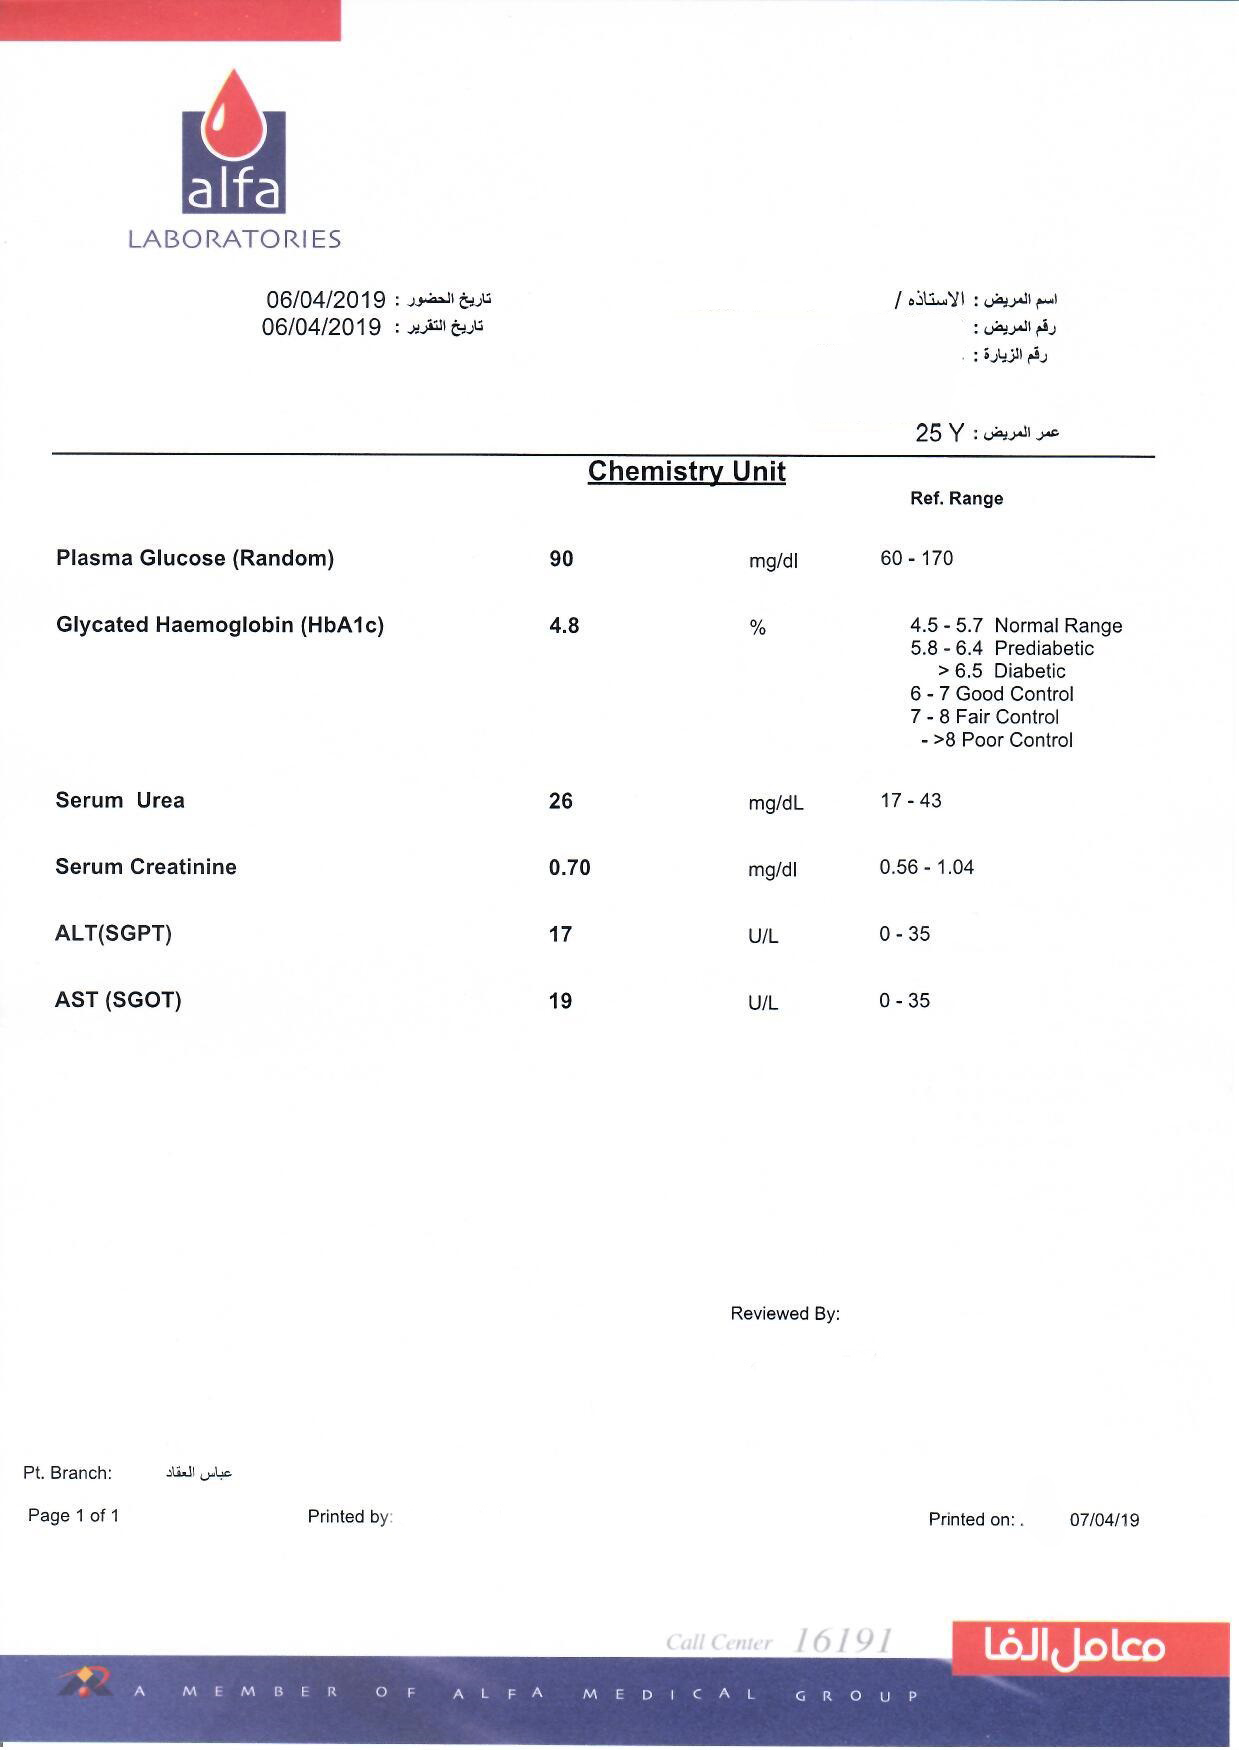 alfa
LABORATORIES
اسم المريض : الاستاذه /
تاريخ الحضور : 06/04/2019
رقم المريض :
تاريخ التقرير : 06/04/2019
رقم الزيارة :
عمر المريض : 25 Y
Chemistry Unit
Ref. Range
Plasma Glucose (Random) 90 mg/dl 60 - 170
Glycated Haemoglobin (HbA1c) 4.8 % 4.5 - 5.7 Normal Range
5.8 - 6.4 Prediabetic
> 6.5 Diabetic
6 - 7 Good Control
7 - 8 Fair Control
- >8 Poor Control
Serum Urea 26 mg/dL 17 - 43
Serum Creatinine 0.70 mg/dl 0.56 - 1.04
ALT(SGPT) 17 U/L 0 - 35
AST (SGOT) 19 U/L 0 - 35
Reviewed By:
Pt. Branch: عباس العقاد
Page 1 of 1 Printed by: Printed on: . 07/04/19
Call Center 16191
معامل الفا
A MEMBER OF ALFA MEDICAL GROUP